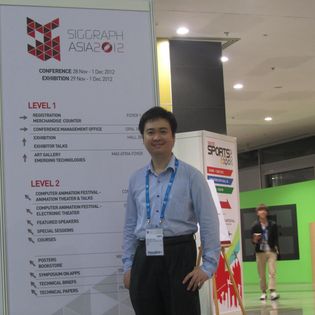 SIGGRAPH
ASIA2012
CONFERENCE 28 Nov - 1 Dec 2012
EXHIBITION 29 Nov - 1 Dec 2012
LEVEL 1
REGISTRATION
MERCHANDISE COUNTER
CONFERENCE MANAGEMENT OFFICE
EXHIBITION
EXHIBITOR TALKS
ART GALLERY
EMERGING TECHNOLOGIES
LEVEL 2
COMPUTER ANIMATION FESTIVAL -
ANIMATION THEATER & TALKS
COMPUTER ANIMATION FESTIVAL -
ELECTRONIC THEATER
FEATURED SPEAKERS
SPECIAL SESSIONS
COURSES
POSTERS
BOOKSTORE
SYMPOSIUM ON APPS
TECHNICAL BRIEFS
TECHNICAL PAPERS
SPORTS